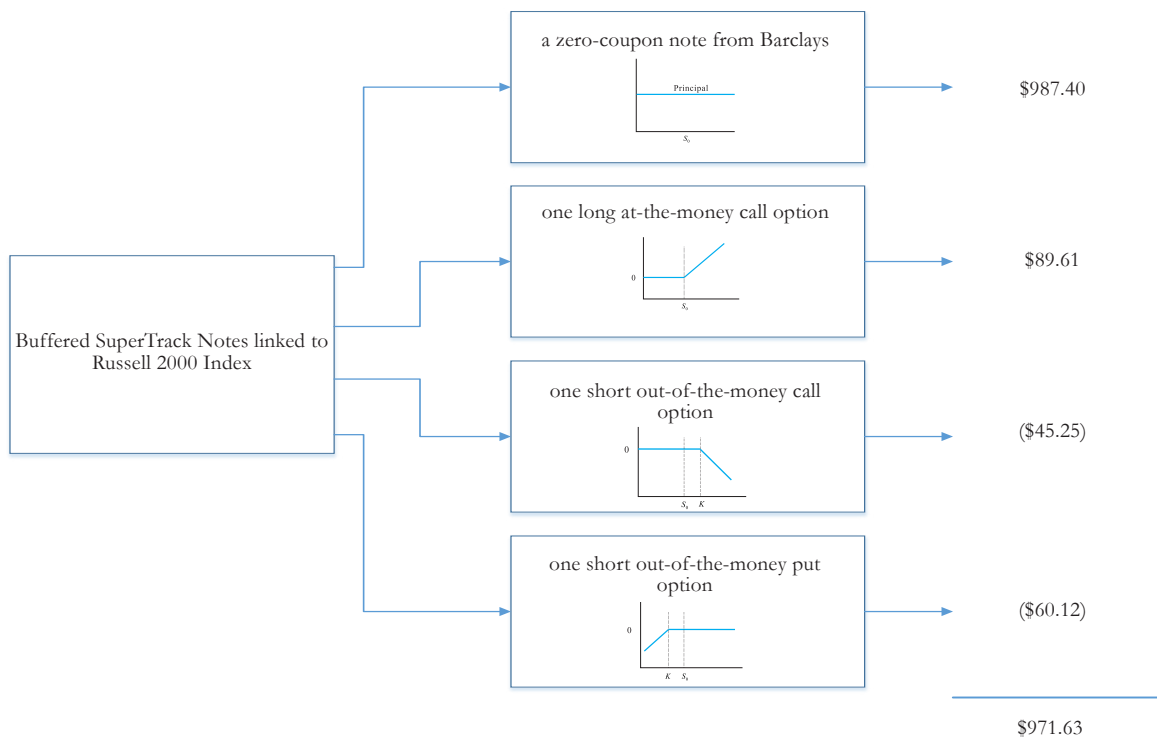 a zero-coupon note from Barclays
Principal
S₀
$987.40
one long at-the-money call option
0
S₀
$89.61
Buffered SuperTrack Notes linked to
Russell 2000 Index
one short out-of-the-money call
option
0
S₀ K
($45.25)
one short out-of-the-money put
option
0
K S₀
($60.12)
$971.63